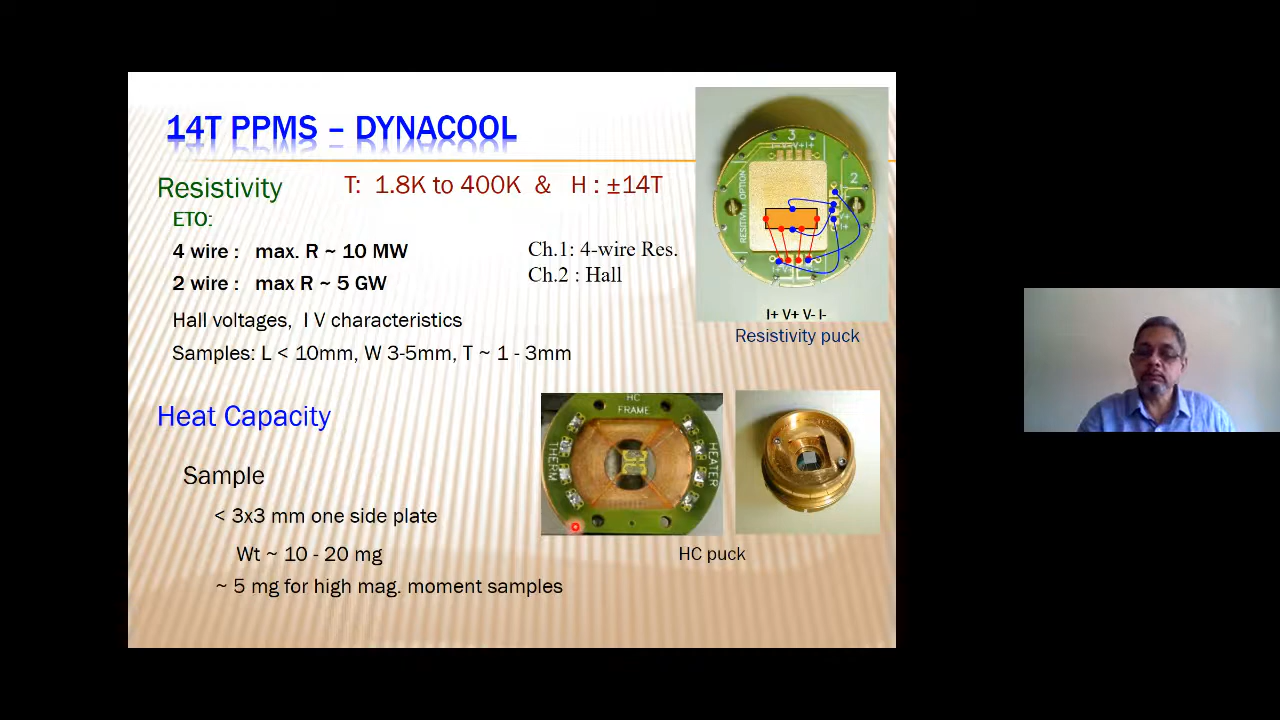 14T PPMS – DYNACOOL
Resistivity
T: 1.8K to 400K & H : ±14T
ETO:
4 wire : max. R ~ 10 MW
2 wire : max R ~ 5 GW
Ch.1: 4-wire Res.
Ch.2 : Hall
Hall voltages, I V characteristics
Samples: L < 10mm, W 3-5mm, T ~ 1 - 3mm
3
2
I+ V+ V- I-
Resistivity puck
Heat Capacity
Sample
< 3x3 mm one side plate
Wt ~ 10 - 20 mg
~ 5 mg for high mag. moment samples
HC
FRAME
THERM
HEATER
HC puck